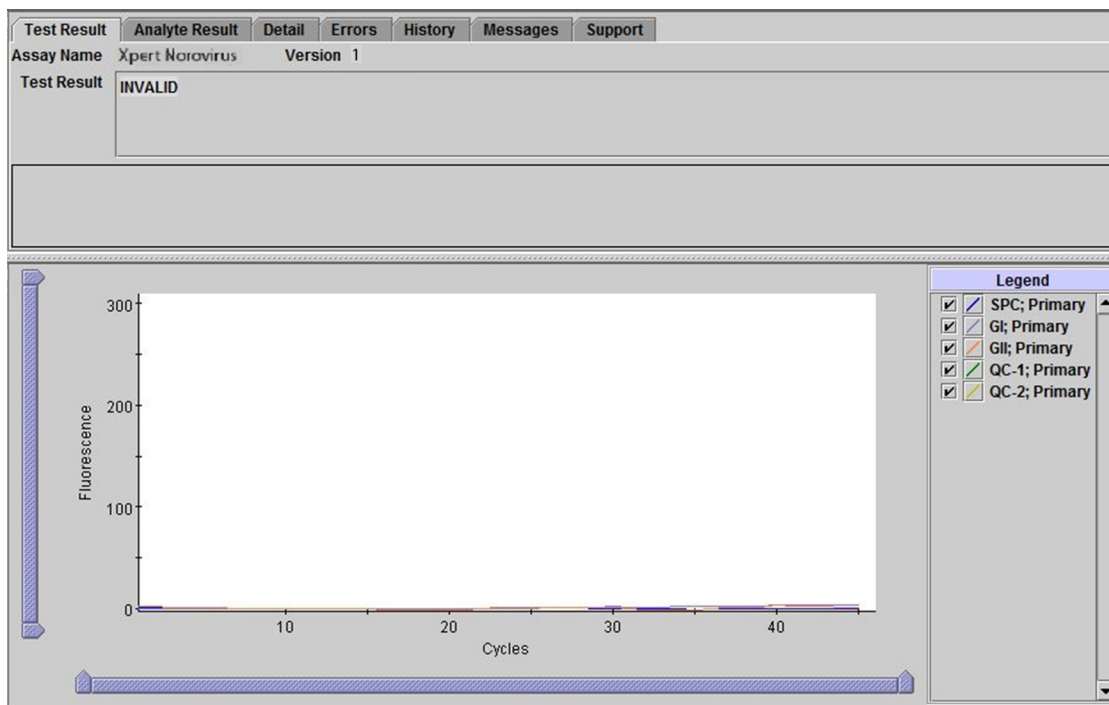 Test Result Analyte Result Detail Errors History Messages Support
Assay Name Xpert Norovirus Version 1
Test Result INVALID
Legend
SPC; Primary
GI; Primary
GII; Primary
QC-1; Primary
QC-2; Primary
300
200
100
0
Fluorescence
10 20 30 40
Cycles